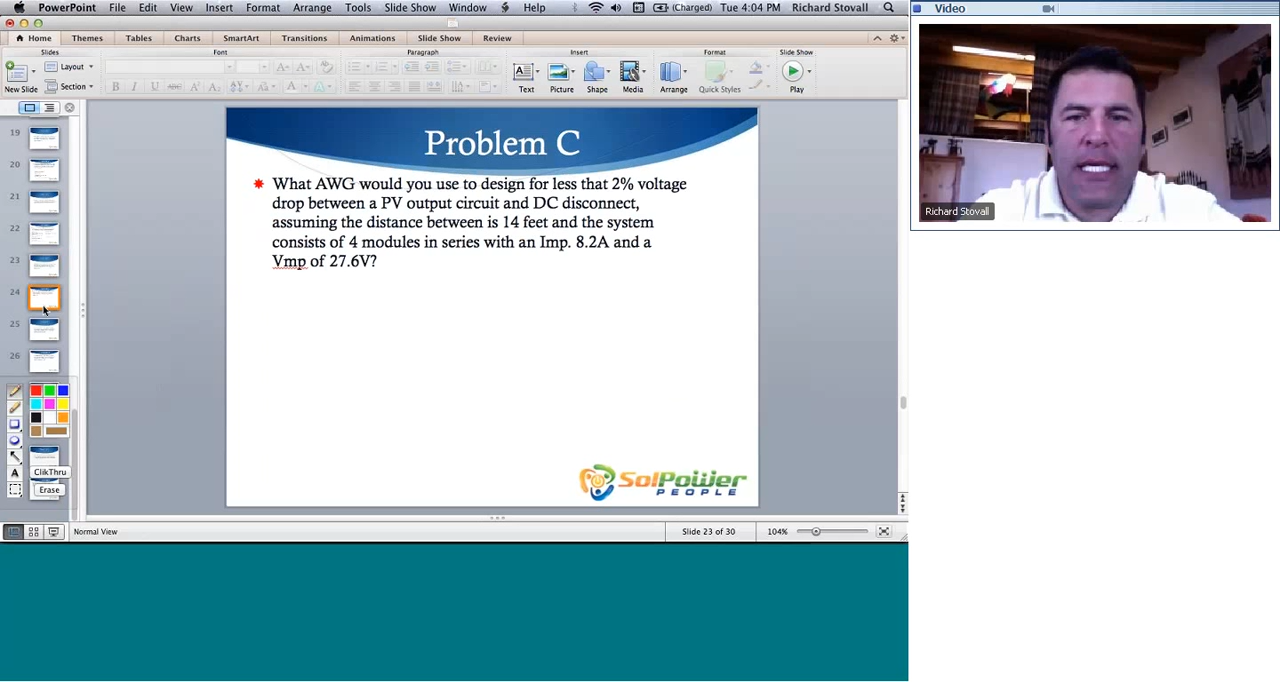 PowerPoint File Edit View Insert Format Arrange Tools Slide Show Window Help (Charged) Tue 4:04 PM Richard Stovall
Video
Home Themes Tables Charts SmartArt Transitions Animations Slide Show Review
Slides Font Paragraph Insert Format Slide Show
New Slide Layout Section
B I U ABC A² A₂ AV Aa A
Text Picture Shape Media Arrange Quick Styles Play
19
20
21
22
23
24
25
26
A
ClikThru
Erase
Problem C
What AWG would you use to design for less that 2% voltage
drop between a PV output circuit and DC disconnect,
assuming the distance between is 14 feet and the system
consists of 4 modules in series with an Imp. 8.2A and a
Vmp of 27.6V?
SolPower
PEOPLE
Normal View Slide 23 of 30 104%
Richard Stovall